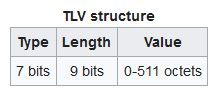 TLV structure
Type Length Value
7 bits 9 bits 0-511 octets